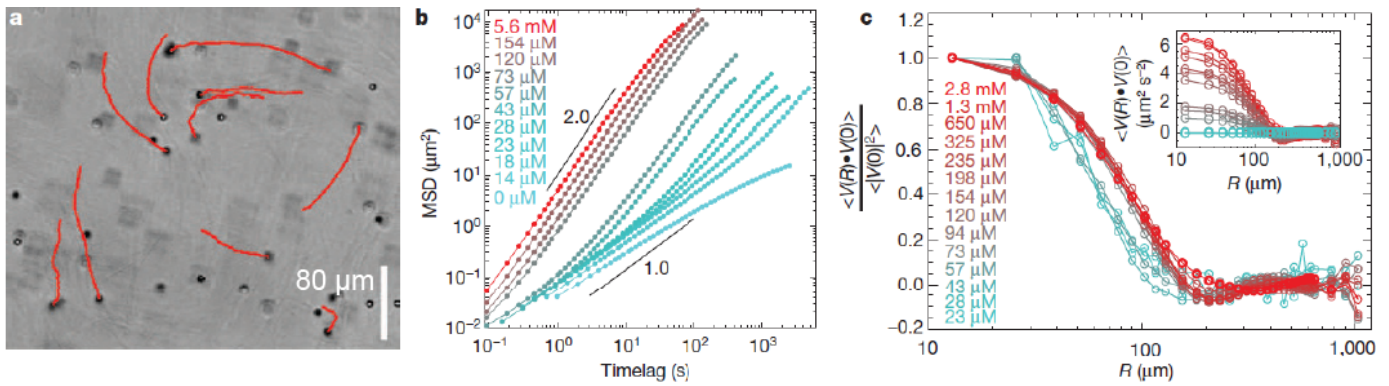 a
80 μm
b
MSD (μm²)
10⁴
10³
10²
10¹
10⁰
10⁻¹
10⁻²
5.6 mM
154 μM
120 μM
73 μM
57 μM
43 μM
28 μM
23 μM
18 μM
14 μM
0 μM
2.0
1.0
10⁻¹
10⁰
10¹
10²
10³
Timelag (s)
c
<V(R)•V(0)>
<|V(0)|²>
1.2
1.0
0.8
0.6
0.4
0.2
0.0
−0.2
2.8 mM
1.3 mM
650 μM
325 μM
235 μM
198 μM
154 μM
120 μM
94 μM
73 μM
57 μM
43 μM
28 μM
23 μM
10
100
1,000
R (μm)
<V(R)•V(0)>
(μm² s⁻²)
6
4
2
0
10
100
1,000
R (μm)